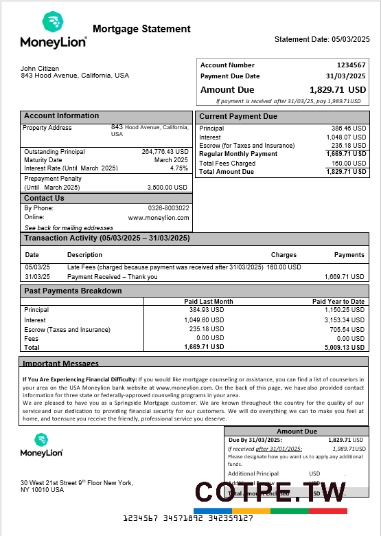 MoneyLion
Mortgage Statement
Statement Date: 05/03/2025
John Citizen
843 Hood Avenue, California, USA
Account Number 1234567
Payment Due Date 31/03/2025
Amount Due 1,829.71 USD
If payment is received after 31/03/25, pay 1,989.71USD
Account Information
Property Address 843 Hood Avenue, California, USA
Outstanding Principal 264,776.43 USD
Maturity Date March 2025
Interest Rate (Until March 2025) 4.75%
Prepayment Penalty
(Until March 2025) 3,600.00 USD
Contact Us
By Phone: 0326-8003022
Online: www.moneylion.com
See back for mailing addresses
Current Payment Due
Principal 386.46 USD
Interest 1,048.07 USD
Escrow (for Taxes and Insurance) 235.18 USD
Regular Monthly Payment 1,669.71 USD
Total Fees Charged 160.00 USD
Total Amount Due 1,829.71 USD
Transaction Activity (05/03/2025 – 31/03/2025)
Date Description Charges Payments
05/03/25 Late Fees (charged because payment was received after 31/03/2025) 160.00 USD
31/03/25 Payment Received – Thank you 1,669.71 USD
Past Payments Breakdown
Paid Last Month Paid Year to Date
Principal 384.93 USD 1,150.25 USD
Interest 1,049.60 USD 3,153.34 USD
Escrow (Taxes and Insurance) 235.18 USD 705.54 USD
Fees 0.00 USD 0.00 USD
Total 1,669.71 USD 5,009.13 USD
Important Messages
If You Are Experiencing Financial Difficulty: If you would like mortgage counseling or assistance, you can find a list of counselors in
your area on the USA Moneylion bank website at www.moneylion.com. On the back of this page, we have also provided contact
information for three state or federally-approved counseling programs in your area.
We are pleased to have you as a Springside Mortgage customer. We are known throughout the country for the quality of our
service and our dedication to providing financial security for our customers. We will do everything we can to make you feel at
home, and to ensure you receive the friendly, professional service you deserve.
MoneyLion
30 West 21st Street 9th Floor New York,
NY 10010 USA
Amount Due
Due By 31/03/2025: 1,829.71 USD
If received after 31/01/2025: 1,989.71USD
Please designate how you want us to apply any additional
funds.
Additional Principal USD
COTPE.TW
1234567 34571892 342359127